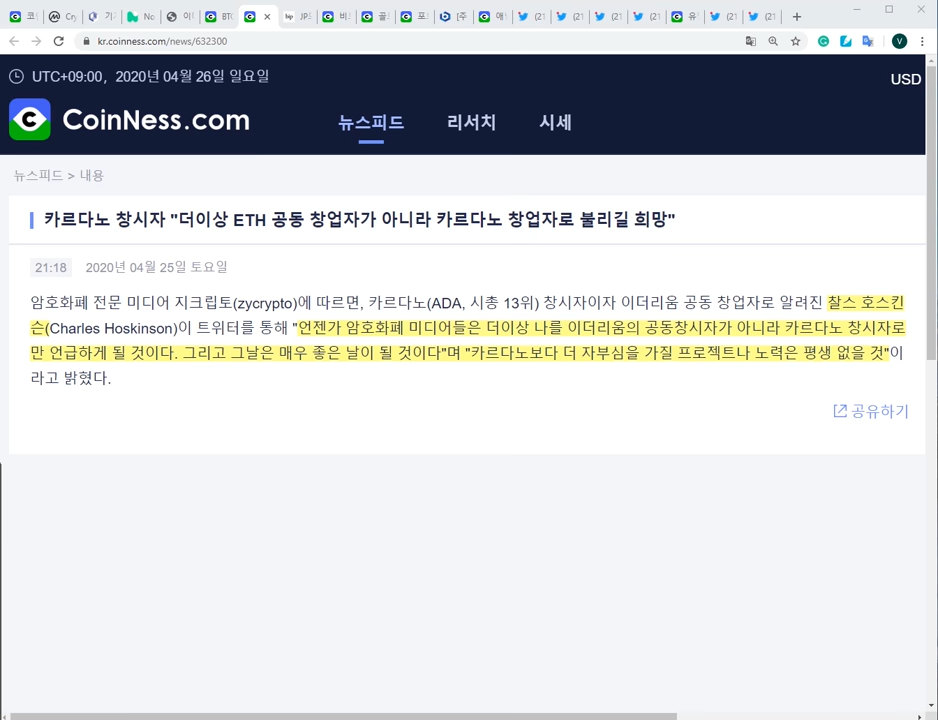 BTC
JP
(21
(21
(21
(21
(21
(21
kr.coinness.com/news/632300
V
UTC+09:00, 2020년 04월 26일 일요일
USD
CoinNess.com
뉴스피드 리서치 시세
뉴스피드 > 내용
카르다노 창시자 "더이상 ETH 공동 창업자가 아니라 카르다노 창업자로 불리길 희망"
21:18 2020년 04월 25일 토요일
암호화폐 전문 미디어 지크립토(zycrypto)에 따르면, 카르다노(ADA, 시총 13위) 창시자이자 이더리움 공동 창업자로 알려진 찰스 호스킨
슨(Charles Hoskinson)이 트위터를 통해 "언젠가 암호화폐 미디어들은 더이상 나를 이더리움의 공동창시자가 아니라 카르다노 창시자로
만 언급하게 될 것이다. 그리고 그날은 매우 좋은 날이 될 것이다"며 "카르다노보다 더 자부심을 가질 프로젝트나 노력은 평생 없을 것"이
라고 밝혔다.
공유하기